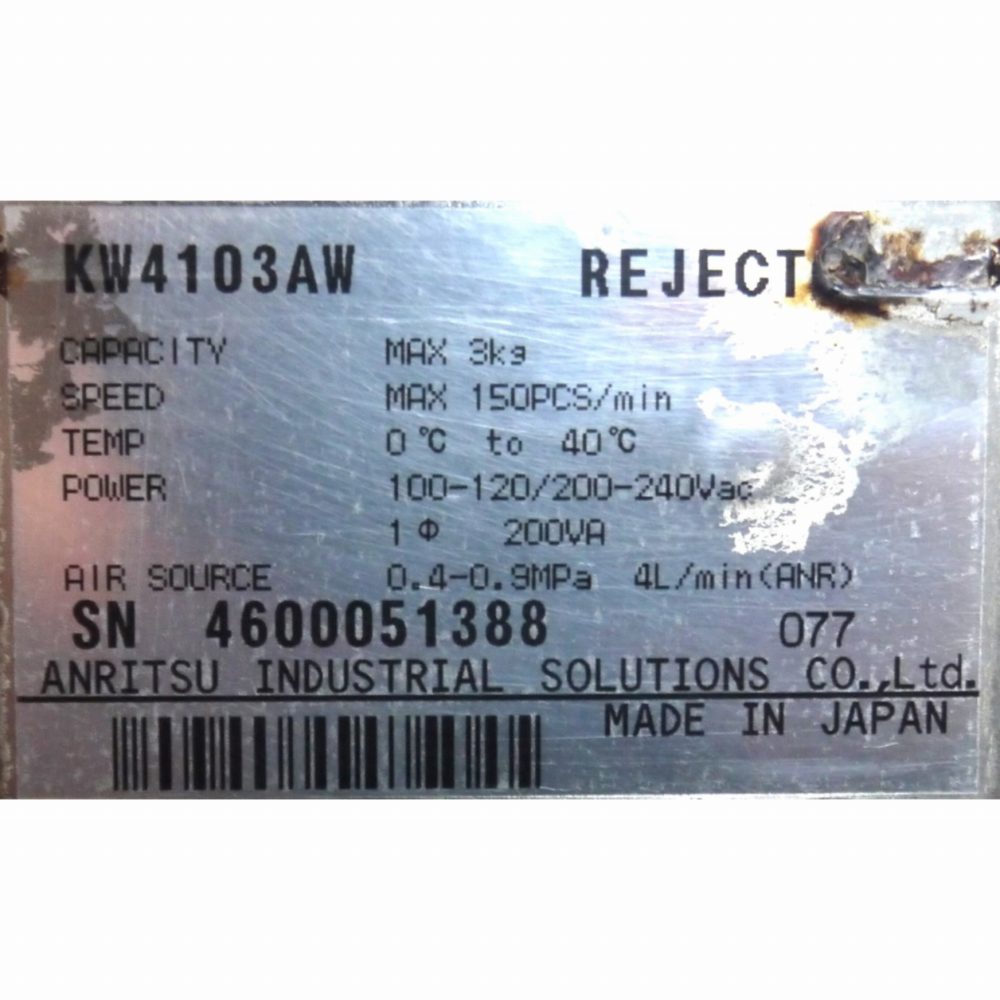 KW4103AW REJECT
CAPACITY MAX 3kg
SPEED MAX 150PCS/min
TEMP 0℃ to 40℃
POWER 100-120/200-240Vac
1Φ 200VA
AIR SOURCE 0.4-0.9MPa 4L/min(ANR)
SN 4600051388 077
ANRITSU INDUSTRIAL SOLUTIONS CO.,Ltd.
MADE IN JAPAN